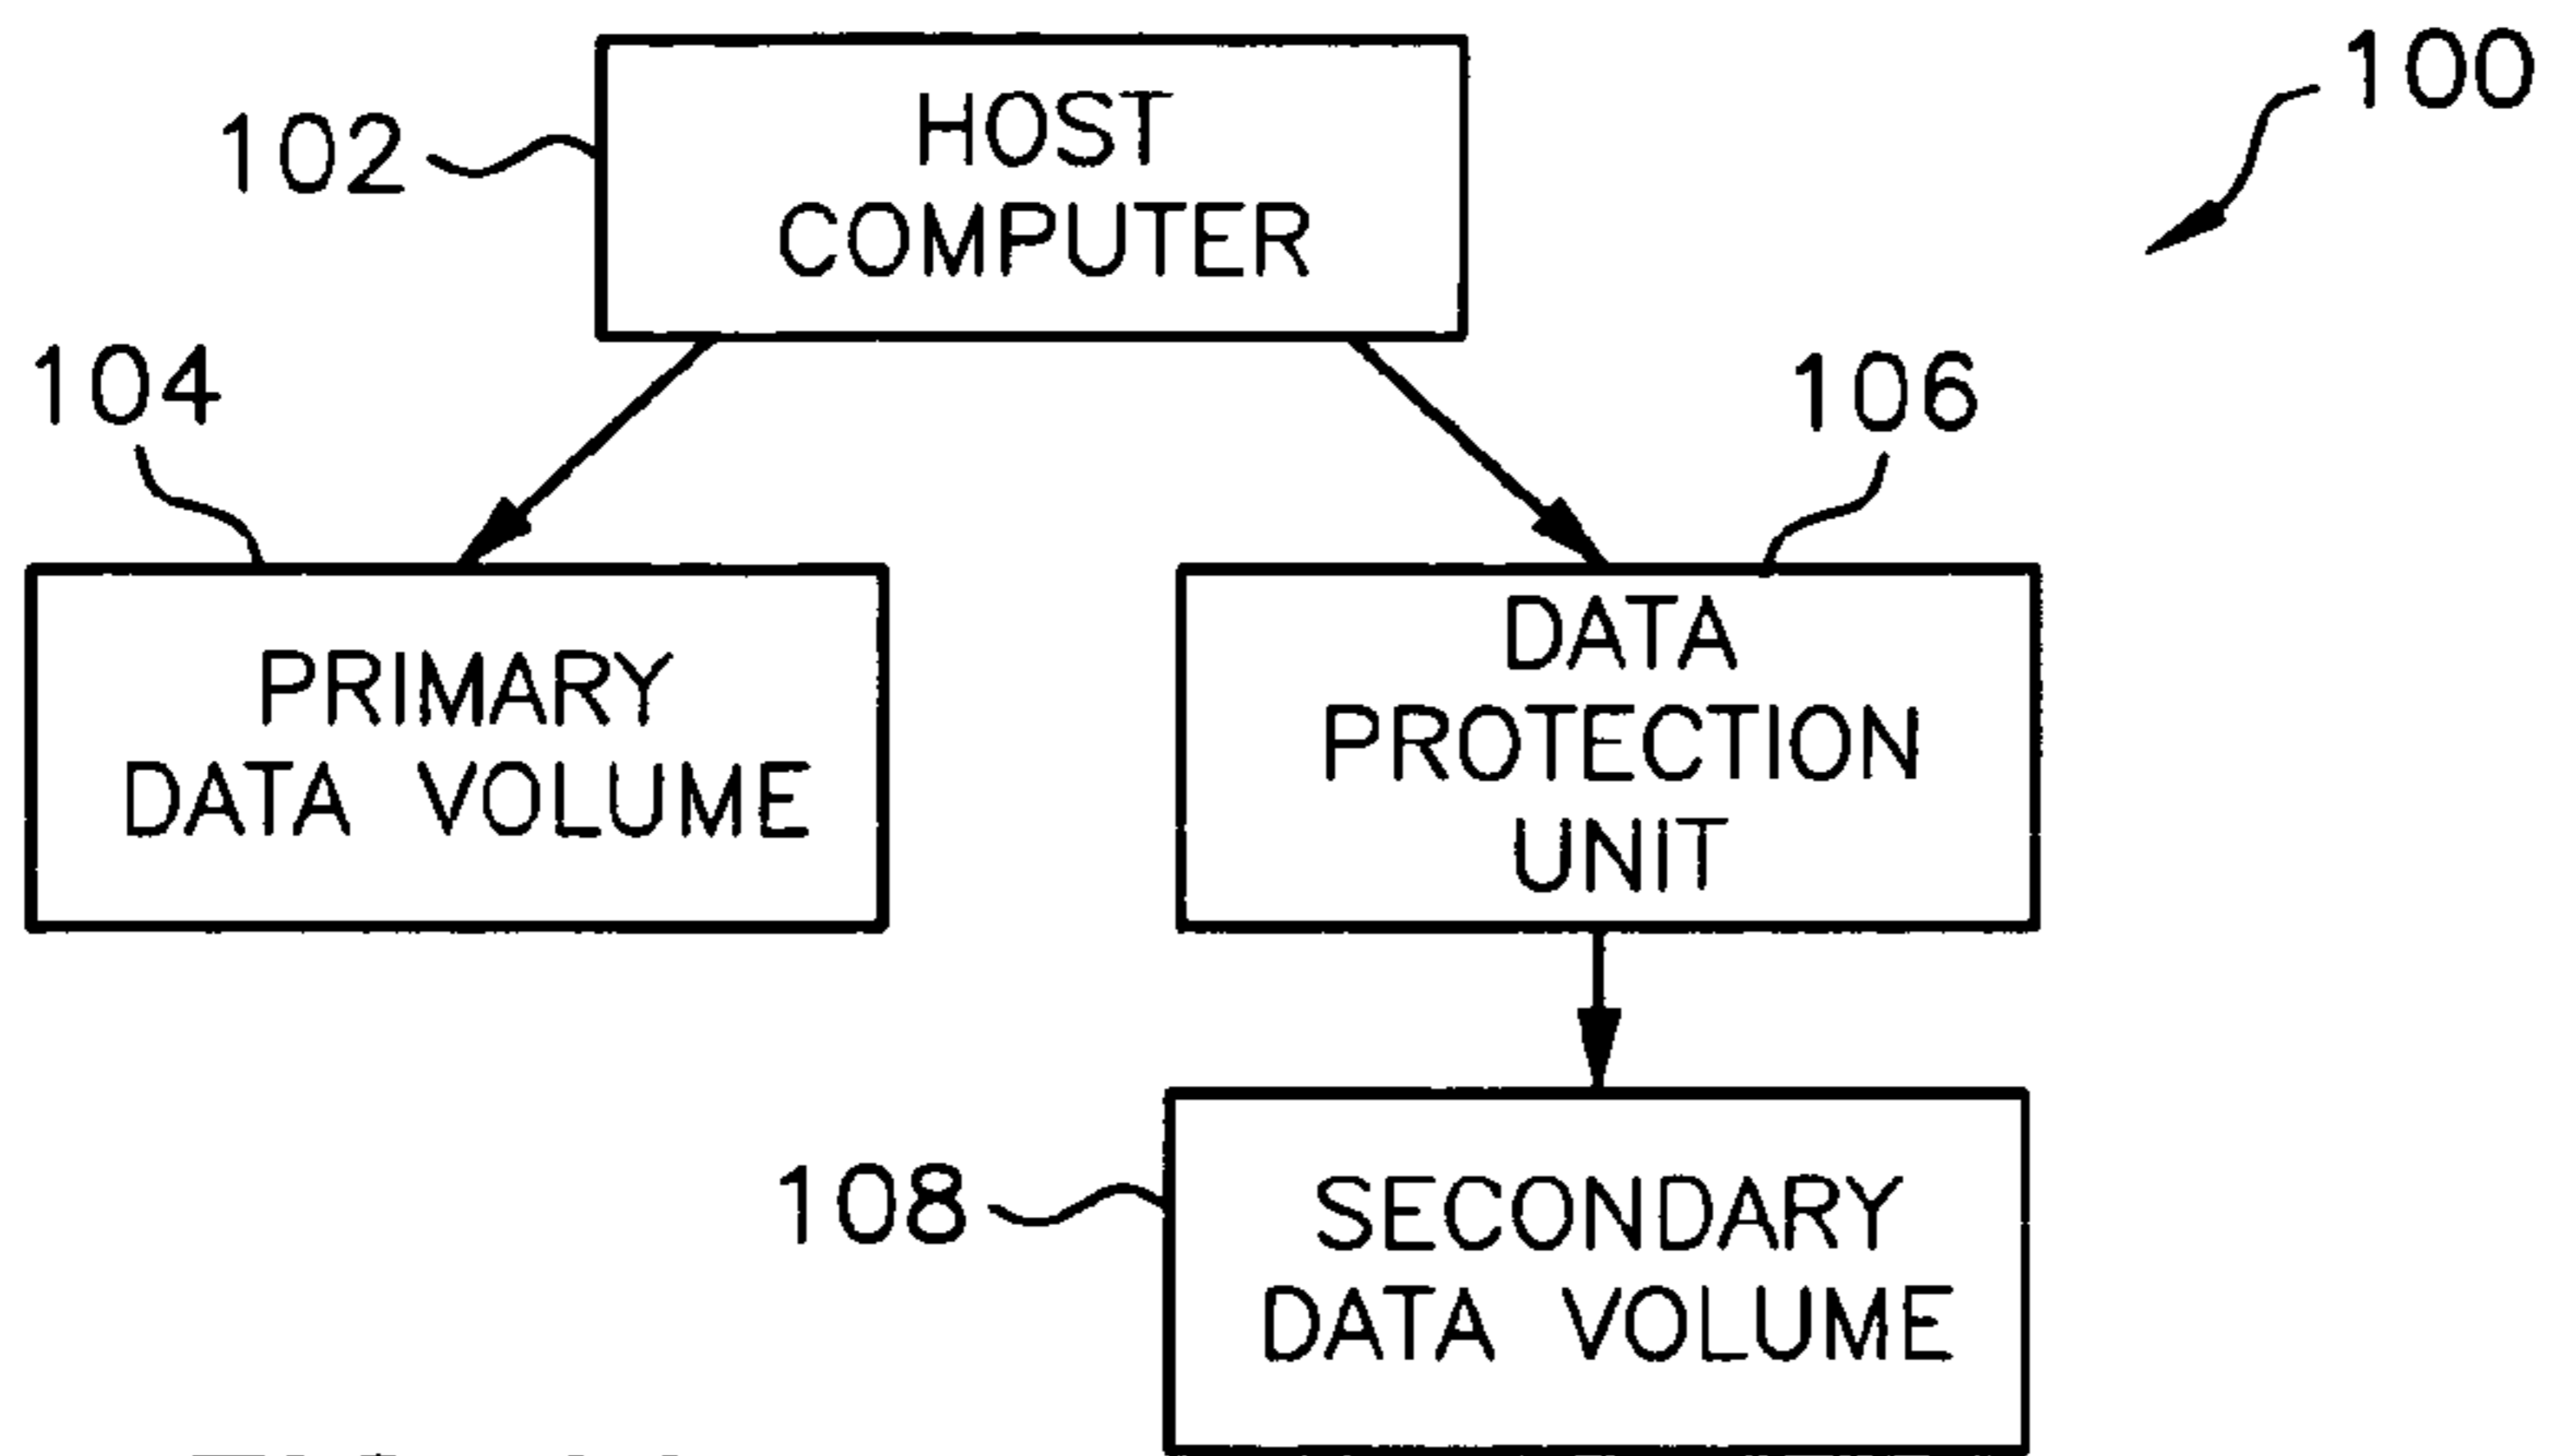 100
102
HOST
COMPUTER
104
106
PRIMARY
DATA VOLUME
DATA
PROTECTION
UNIT
108
SECONDARY
DATA VOLUME